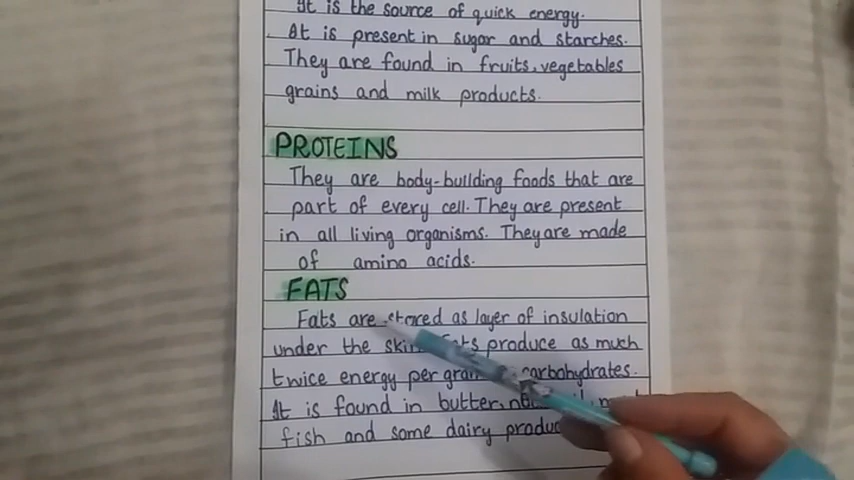 It is the source of quick energy.
It is present in sugar and starches.
They are found in fruits, vegetables
grains and milk products.
PROTEINS
They are body-building foods that are
part of every cell. They are present
in all living organisms. They are made
of amino acids.
FATS
Fats are stored as layer of insulation
under the skin. Fats produce as much
twice energy per gram carbohydrates.
It is found in butter,
fish and some dairy